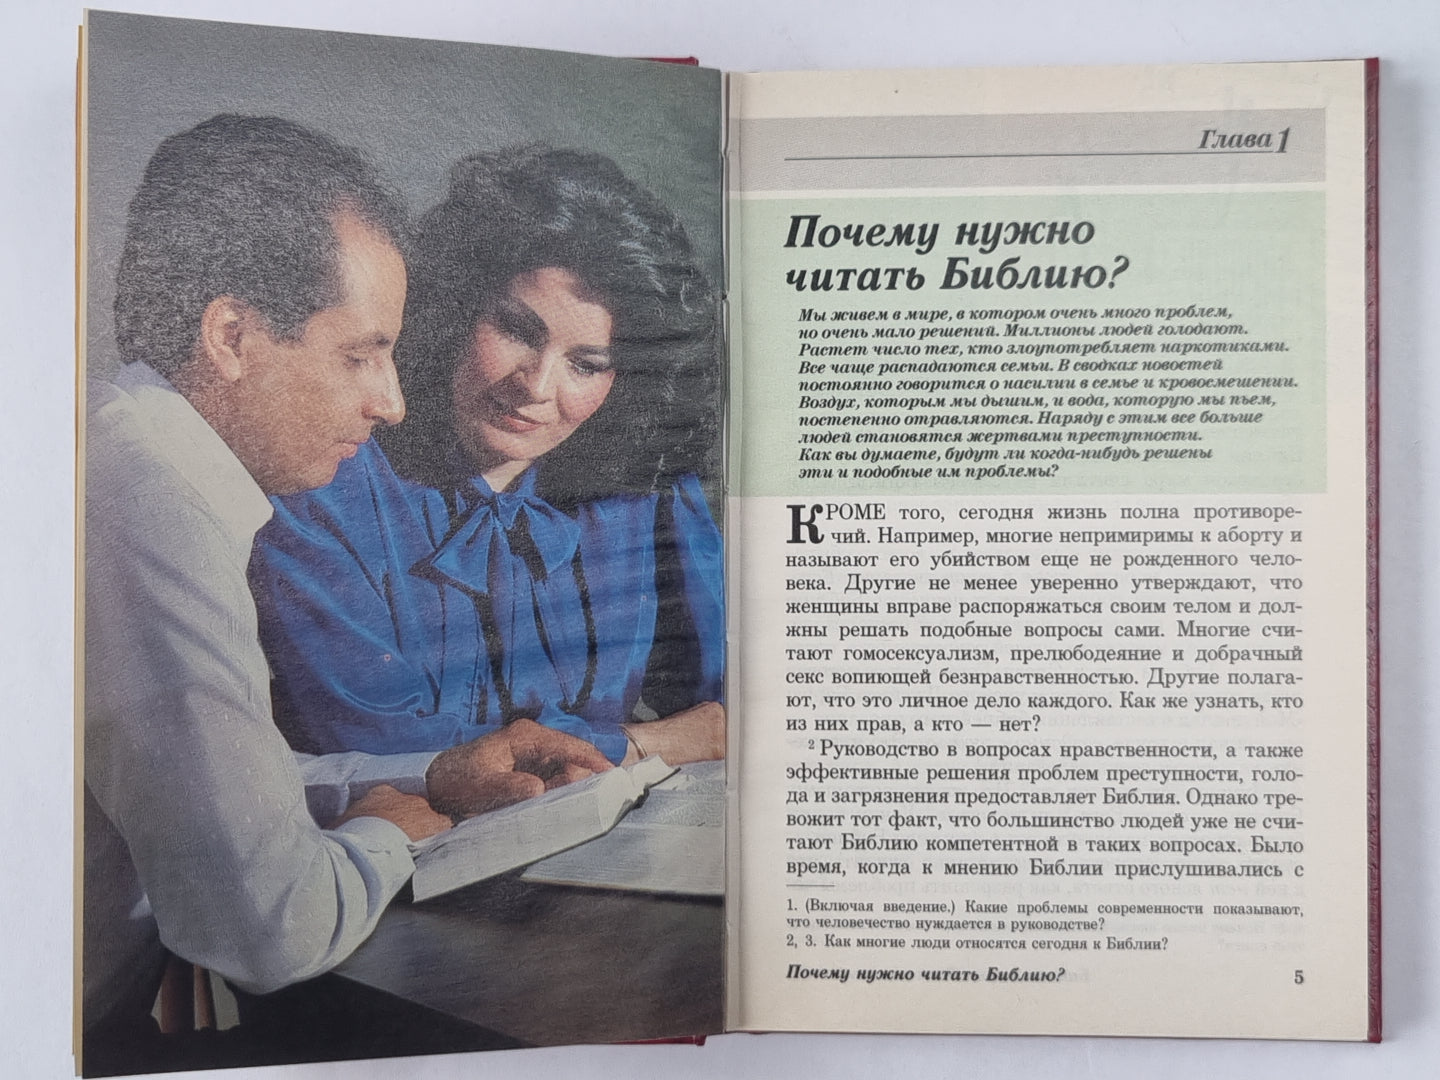 Глава 1
Почему нужно
читать Библию?
Мы живем в мире, в котором очень много проблем,
но очень мало решений. Миллионы людей голодают.
Растет число тех, кто злоупотребляет наркотиками.
Все чаще распадаются семьи. В сводках новостей
постоянно говорится о насилии в семье и кровосмешении.
Воздух, которым мы дышим, и вода, которую мы пьем,
постепенно отравляются. Наряду с этим все больше
людей становятся жертвами преступности.
Как вы думаете, будут ли когда-нибудь решены
эти и подобные им проблемы?
КРОМЕ того, сегодня жизнь полна противоре-
чий. Например, многие непримиримы к аборту и
называют его убийством еще не рожденного чело-
века. Другие не менее уверенно утверждают, что
женщины вправе распоряжаться своим телом и дол-
жны решать подобные вопросы сами. Многие счи-
тают гомосексуализм, прелюбодеяние и добрачный
секс вопиющей безнравственностью. Другие полага-
ют, что это личное дело каждого. Как же узнать, кто
из них прав, а кто — нет?
2 Руководство в вопросах нравственности, а также
эффективные решения проблем преступности, голо-
да и загрязнения предоставляет Библия. Однако тре-
вожит тот факт, что большинство людей уже не счи-
тают Библию компетентной в таких вопросах. Было
время, когда к мнению Библии прислушивались с
1. (Включая введение.) Какие проблемы современности показывают,
что человечество нуждается в руководстве?
2, 3. Как многие люди относятся сегодня к Библии?
Почему нужно читать Библию? 5